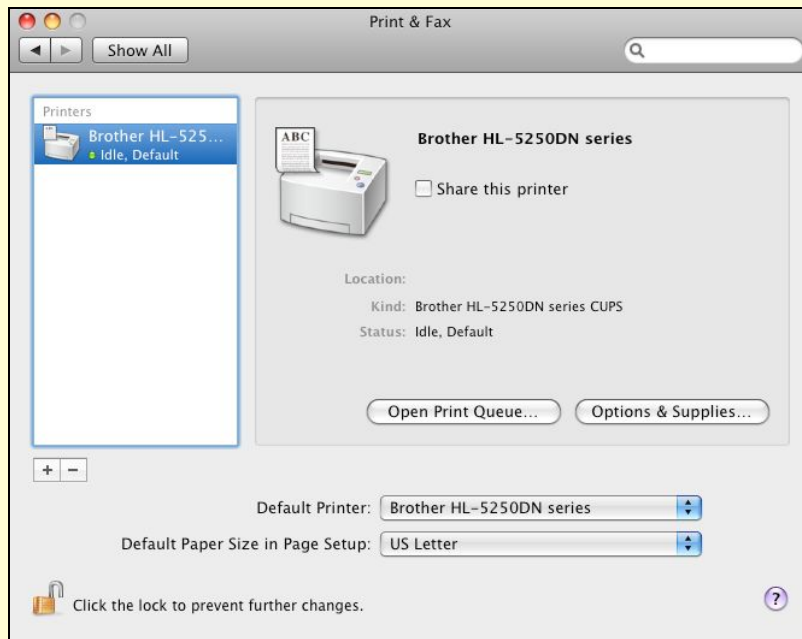 Print & Fax
Show All
Printers
Brother HL-525...
Idle, Default
ABC
Brother HL-5250DN series
Share this printer
Location:
Kind: Brother HL-5250DN series CUPS
Status: Idle, Default
Open Print Queue...
Options & Supplies...
+ -
Default Printer: Brother HL-5250DN series
Default Paper Size in Page Setup: US Letter
Click the lock to prevent further changes.
?